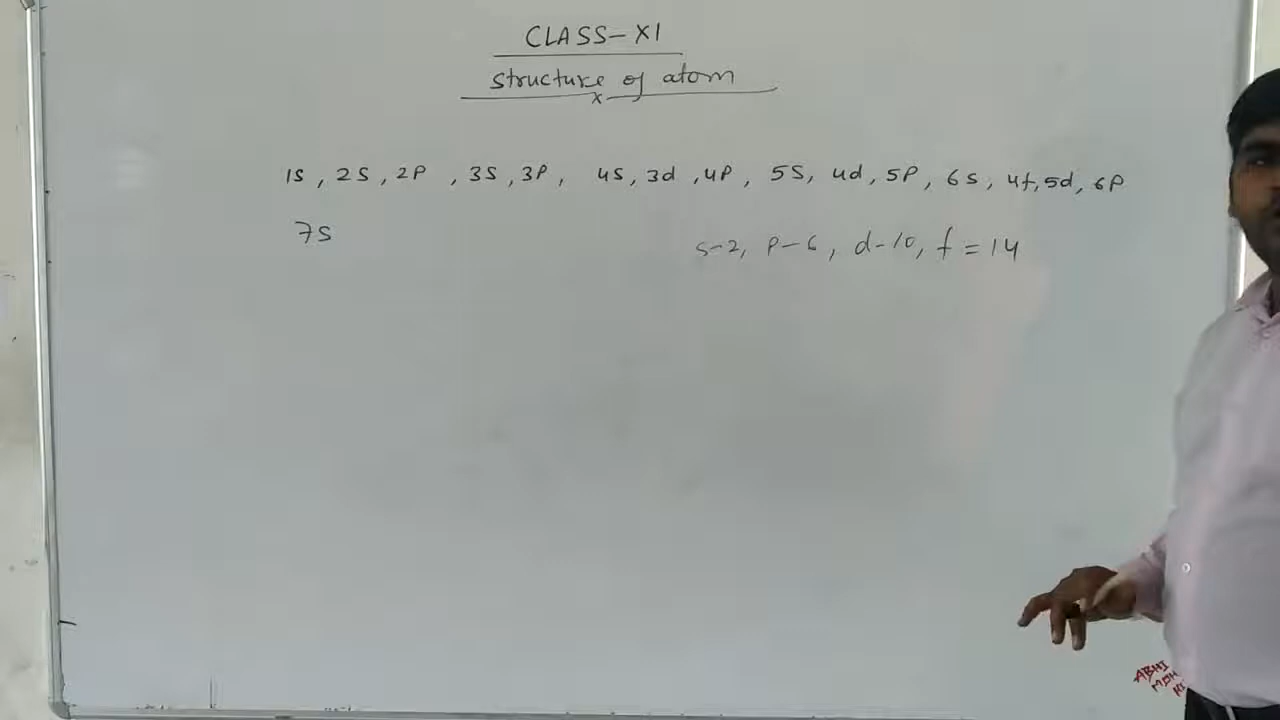 CLASS-XI
Structure of atom
x
1S, 2S, 2P, 3S, 3P, 4S, 3d, 4P, 5S, 4d, 5P, 6S, 4f, 5d, 6P
7S
S-2, P-6, d-10, f=14
ABHI